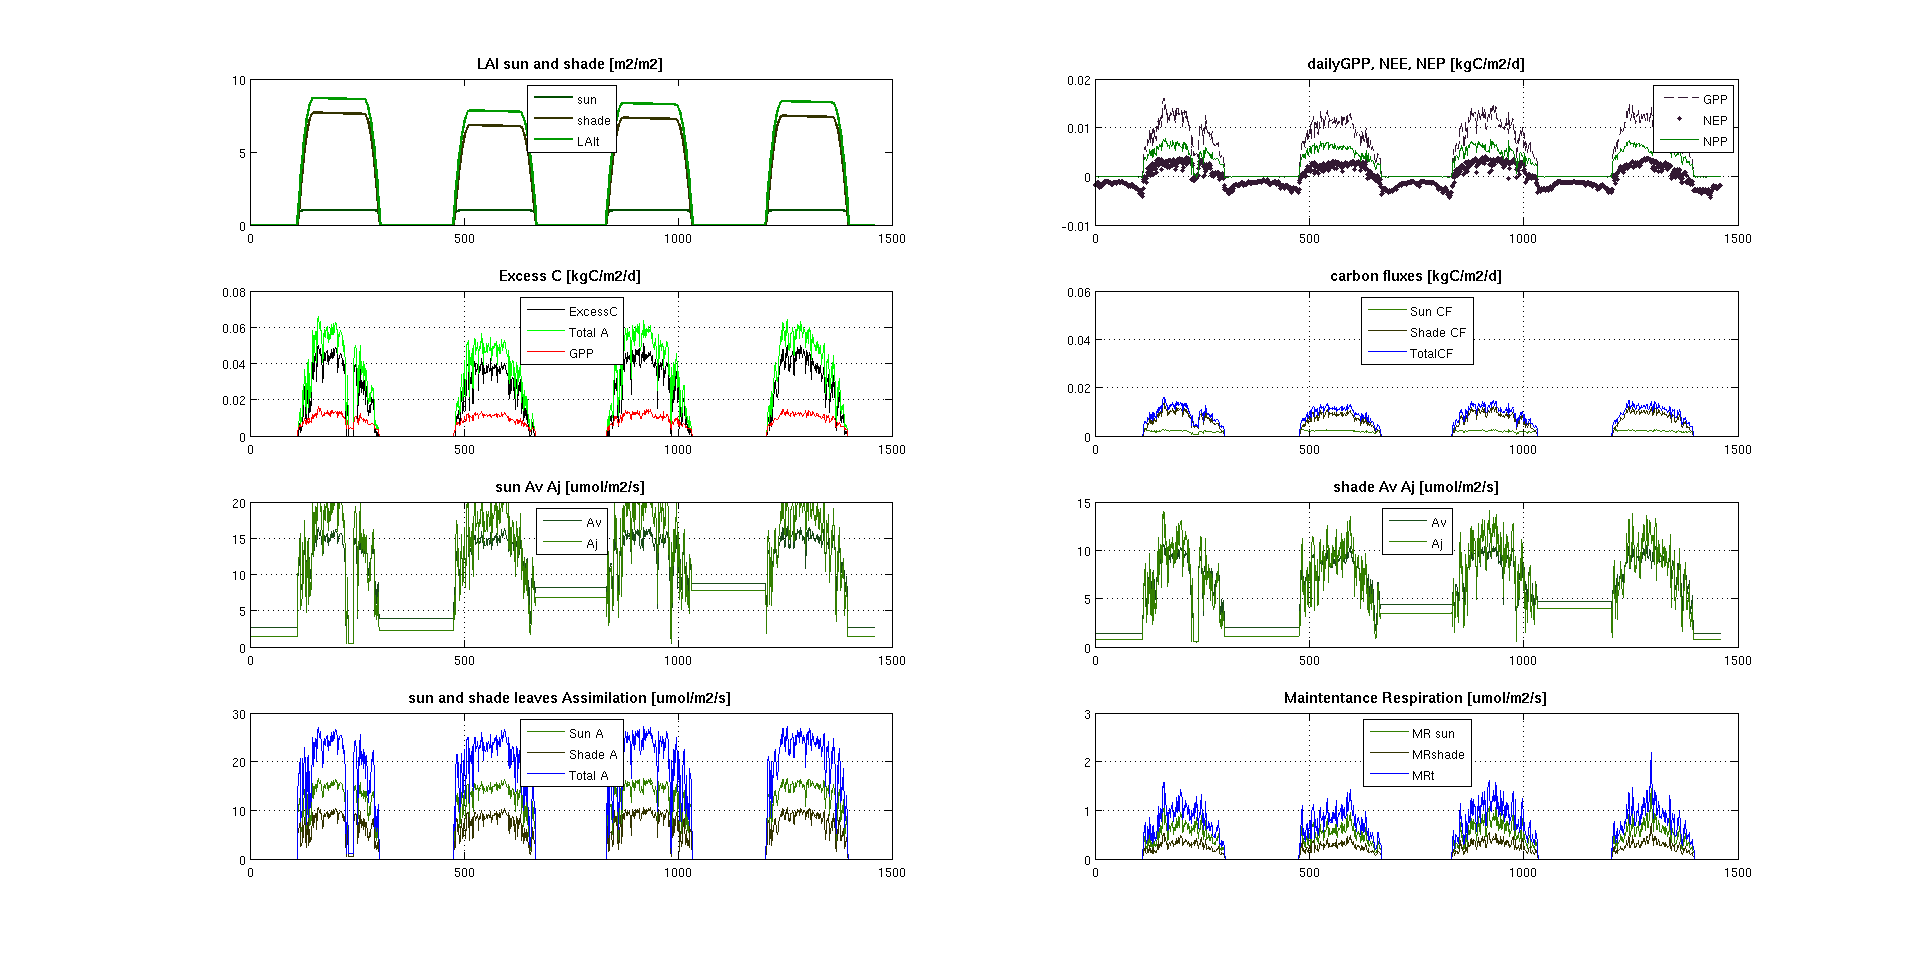 LAI sun and shade [m2/m2]
10
5
0
0 500 1000 1500
sun
shade
LAIt
dailyGPP, NEE, NEP [kgC/m2/d]
0.02
0.01
0
-0.01
0 500 1000 1500
GPP
NEP
NPP
Excess C [kgC/m2/d]
0.08
0.06
0.04
0.02
0
0 500 1000 1500
ExcessC
Total A
GPP
carbon fluxes [kgC/m2/d]
0.06
0.04
0.02
0
0 500 1000 1500
Sun CF
Shade CF
TotalCF
sun Av Aj [umol/m2/s]
20
15
10
5
0
0 500 1000 1500
Av
Aj
shade Av Aj [umol/m2/s]
15
10
5
0
0 500 1000 1500
Av
Aj
sun and shade leaves Assimilation [umol/m2/s]
30
20
10
0
0 500 1000 1500
Sun A
Shade A
Total A
Maintentance Respiration [umol/m2/s]
3
2
1
0
0 500 1000 1500
MR sun
MRshade
MRt